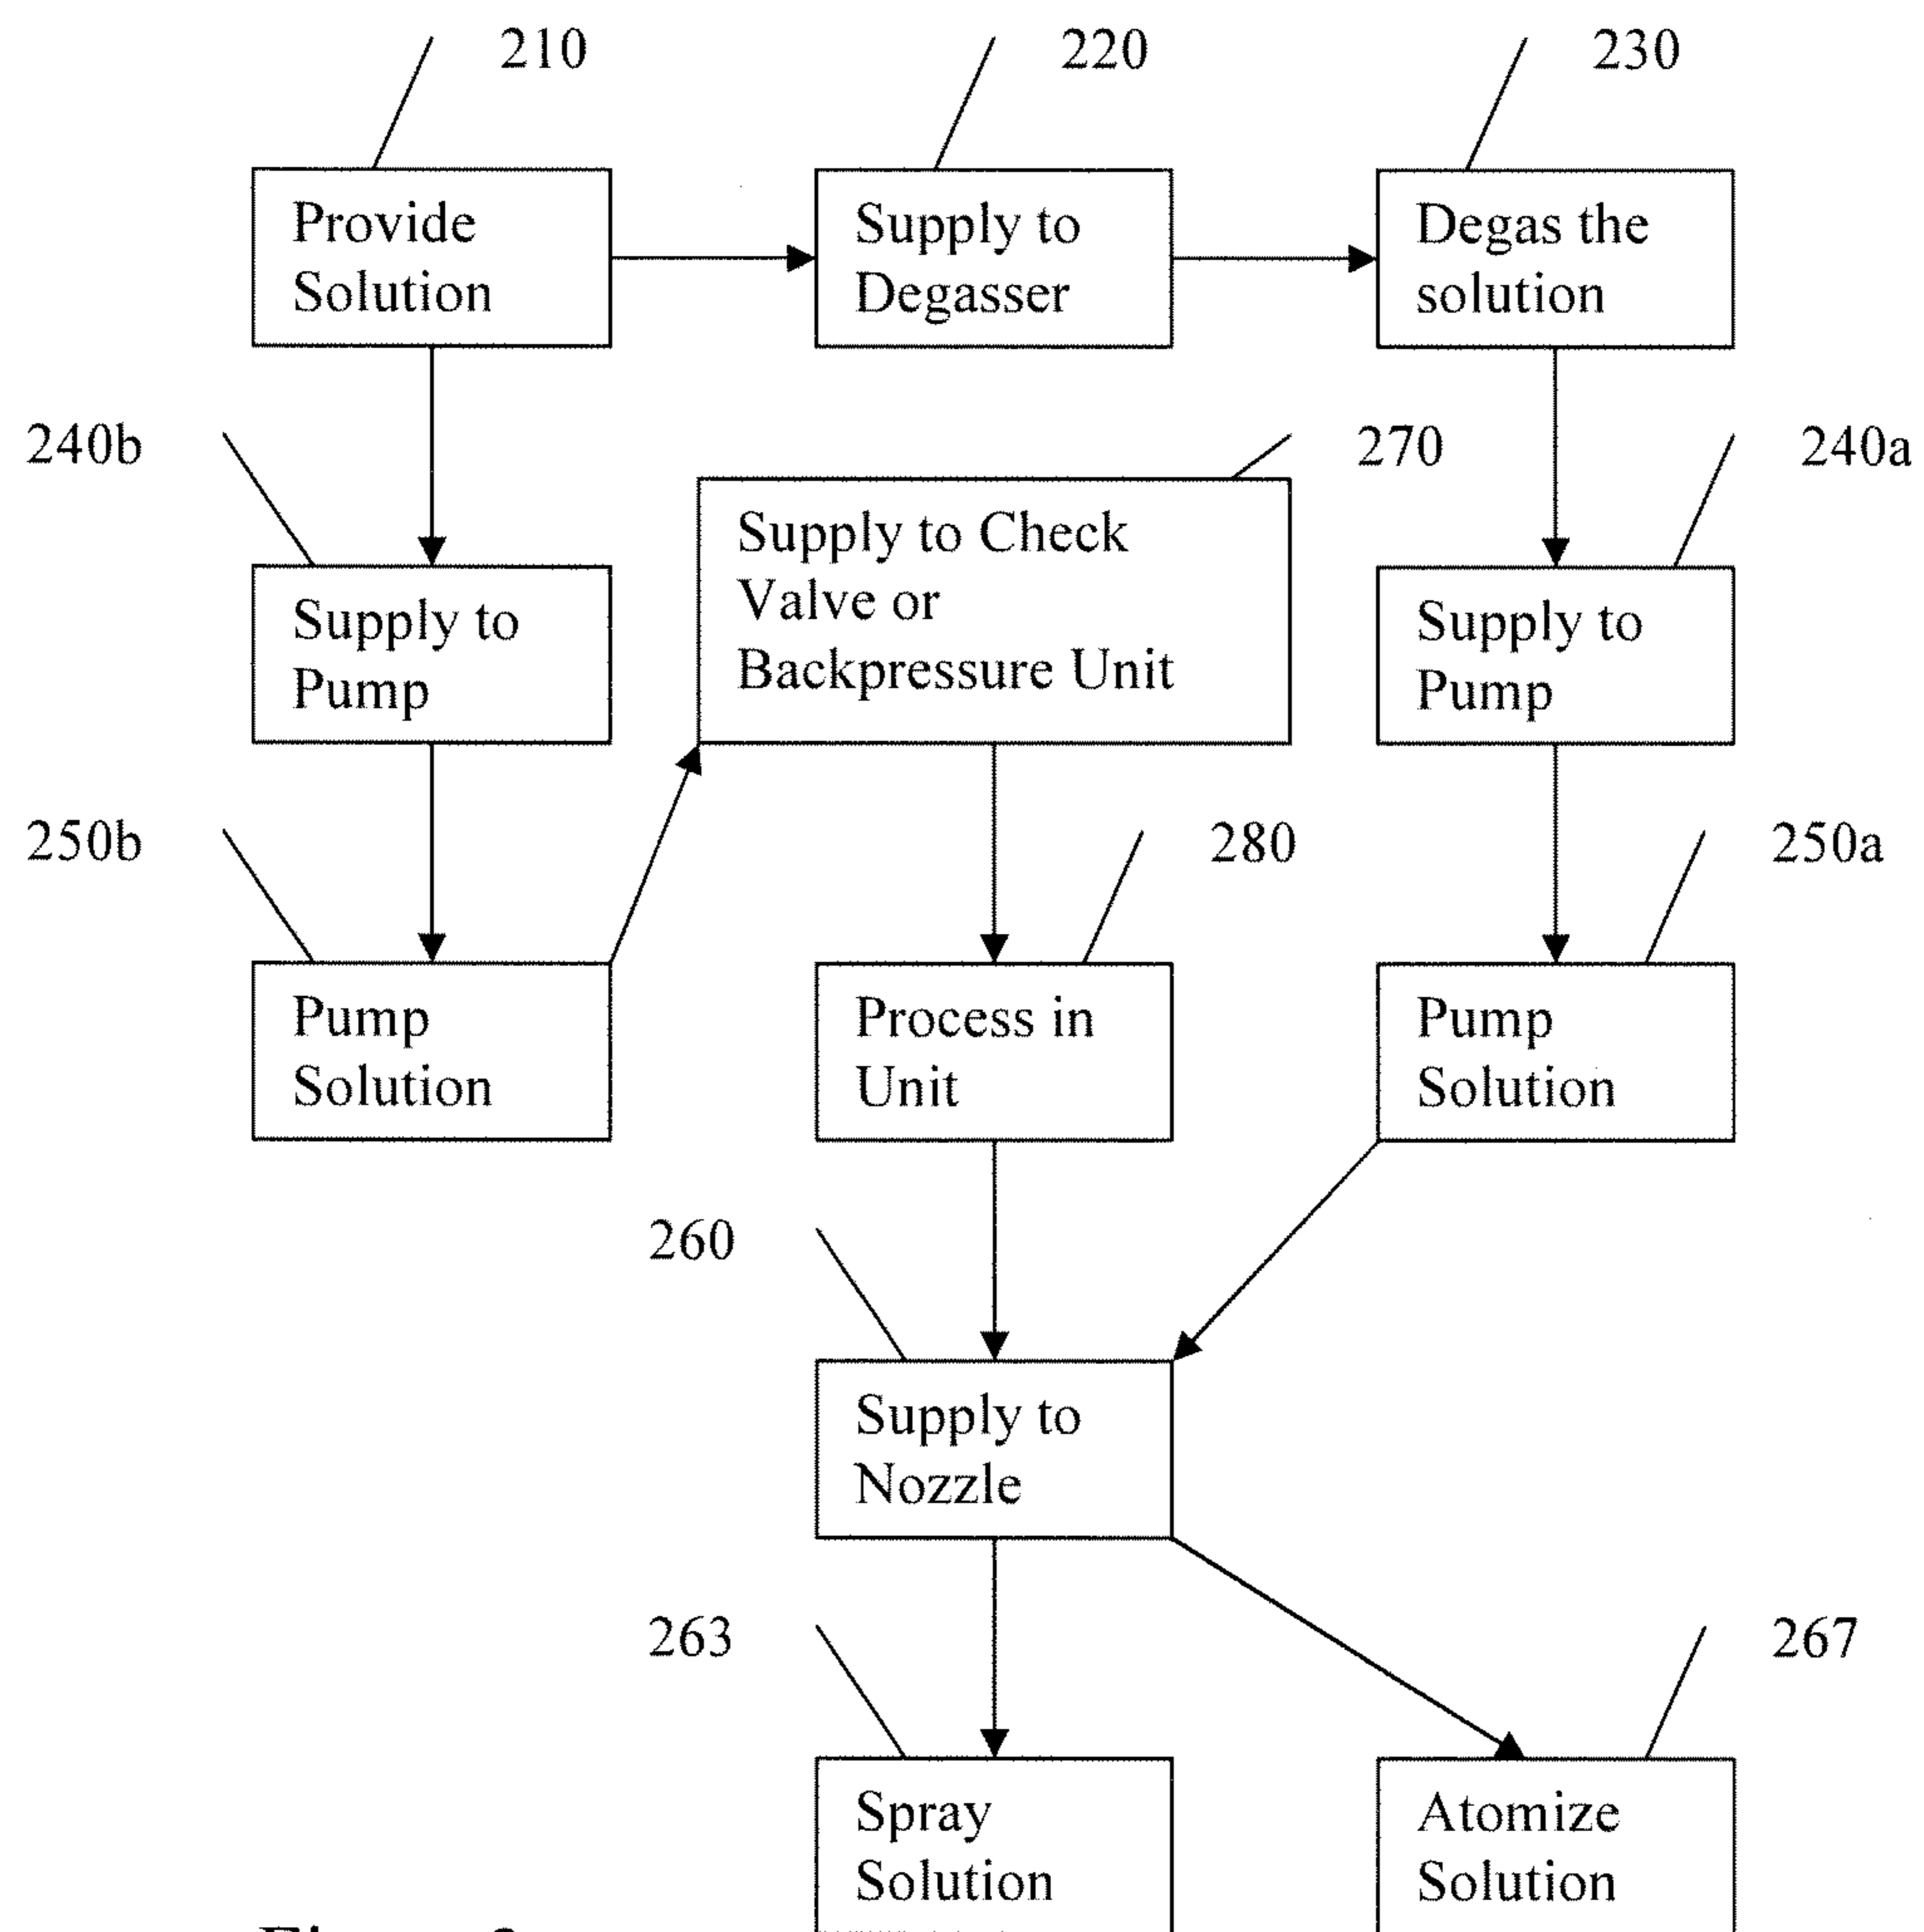 210
220
230
Provide
Solution
Supply to
Degasser
Degas the
solution
240b
270
240a
Supply to Check
Valve or
Backpressure Unit
Supply to
Pump
Supply to
Pump
250b
280
250a
Pump
Solution
Process in
Unit
Pump
Solution
260
Supply to
Nozzle
263
267
Spray
Solution
Atomize
Solution